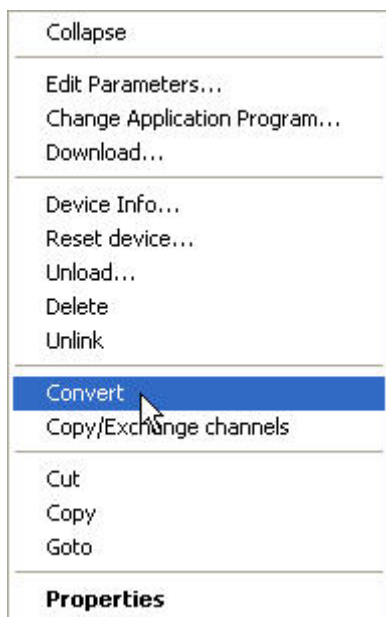 Collapse
Edit Parameters...
Change Application Program...
Download...
Device Info...
Reset device...
Unload...
Delete
Unlink
Convert
Copy/Exchange channels
Cut
Copy
Goto
Properties